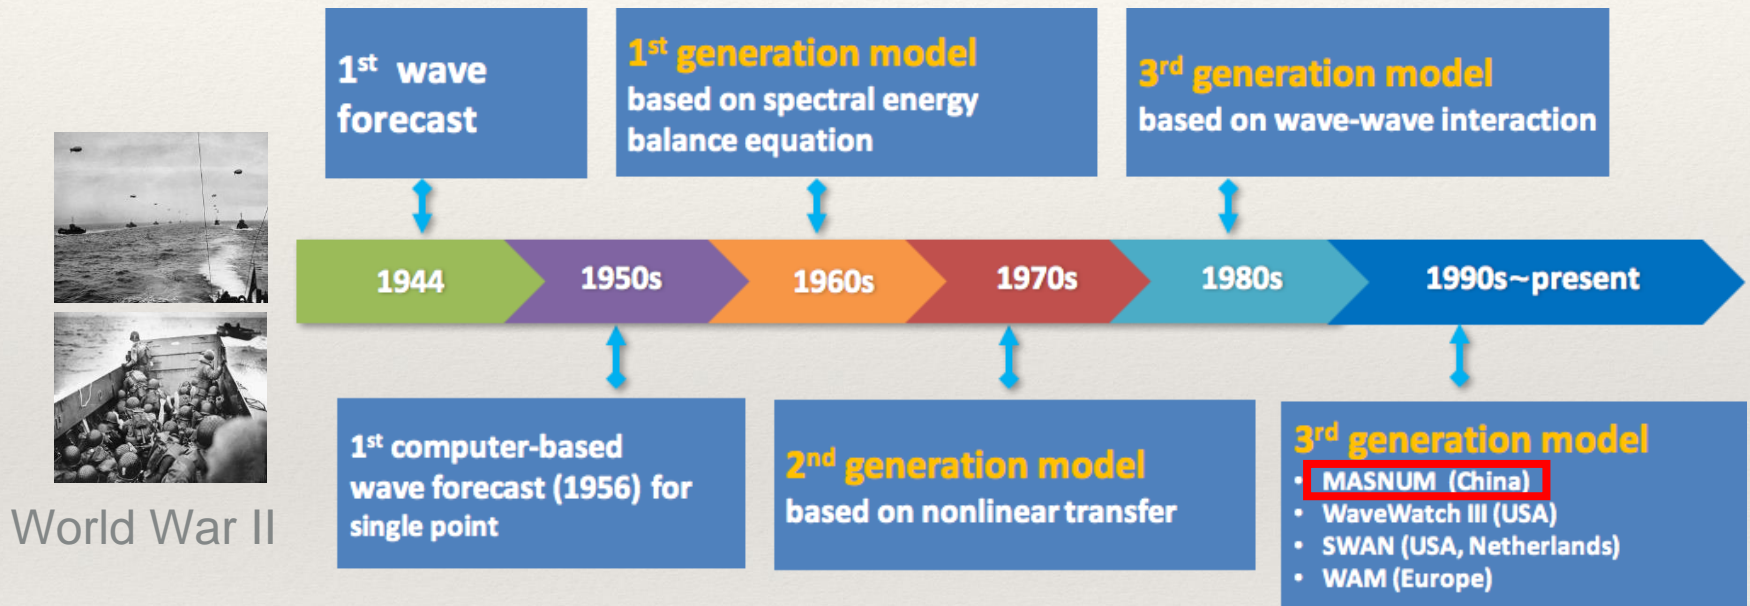 1st wave
forecast
1st generation model
based on spectral energy
balance equation
3rd generation model
based on wave-wave interaction
1944
1950s
1960s
1970s
1980s
1990s~present
1st computer-based
wave forecast (1956) for
single point
2nd generation model
based on nonlinear transfer
3rd generation model
• MASNUM (China)
• WaveWatch III (USA)
• SWAN (USA, Netherlands)
• WAM (Europe)
World War II